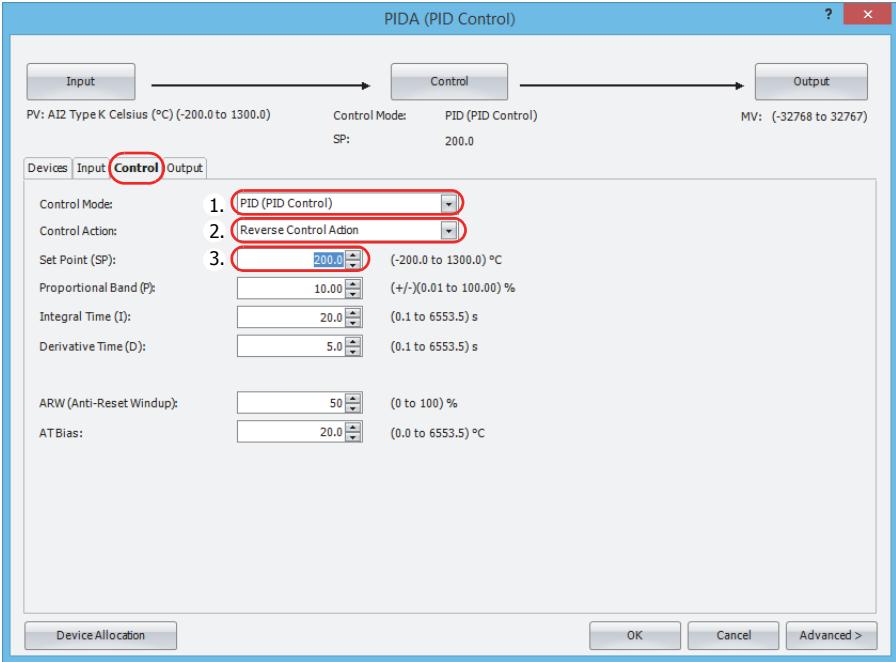 PIDA (PID Control)
?
×
Input
Control
Output
PV: AI2 Type K Celsius (°C) (-200.0 to 1300.0)
Control Mode: PID (PID Control)
MV: (-32768 to 32767)
SP: 200.0
Devices Input Control Output
Control Mode: 1. PID (PID Control)
Control Action: 2. Reverse Control Action
Set Point (SP): 3. 200.0 (-200.0 to 1300.0) °C
Proportional Band (P): 10.00 (+/-)(0.01 to 100.00) %
Integral Time (I): 20.0 (0.1 to 6553.5) s
Derivative Time (D): 5.0 (0.1 to 6553.5) s
ARW (Anti-Reset Windup): 50 (0 to 100) %
AT Bias: 20.0 (0.0 to 6553.5) °C
Device Allocation
OK
Cancel
Advanced >